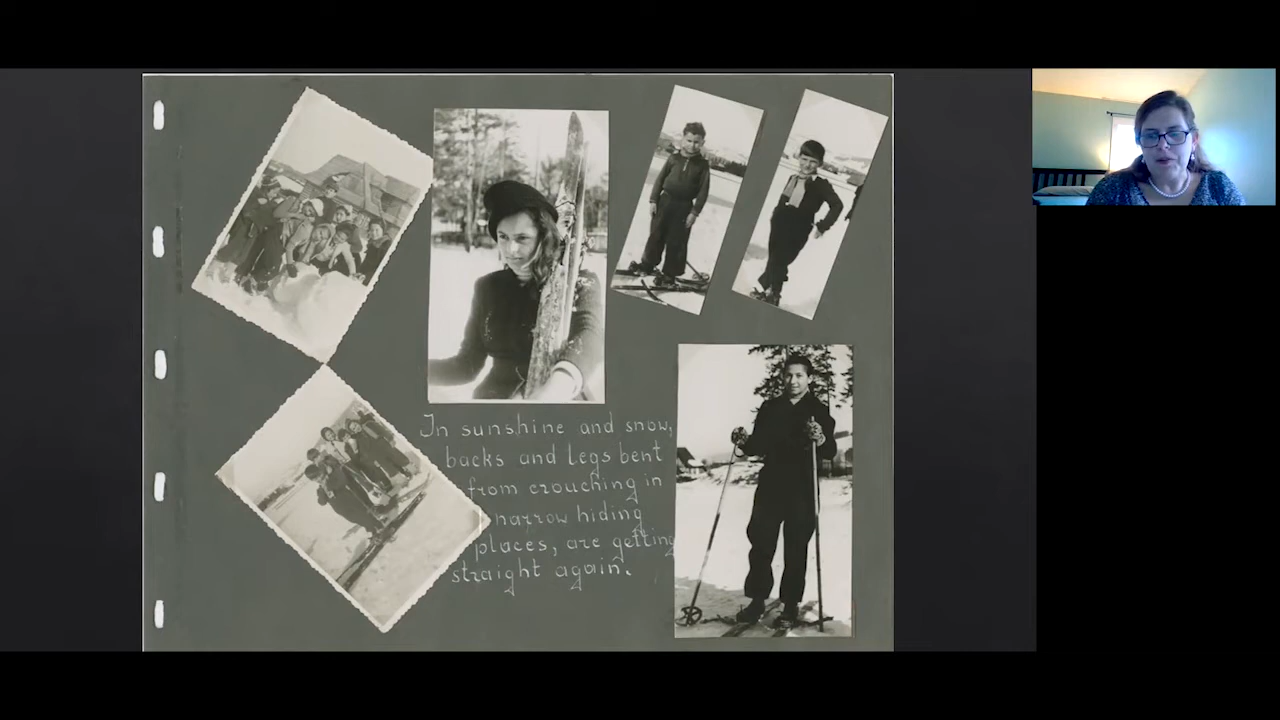 In sunshine and snow,
backs and legs bent
from crouching in
narrow hiding
places, are getting
straight again.